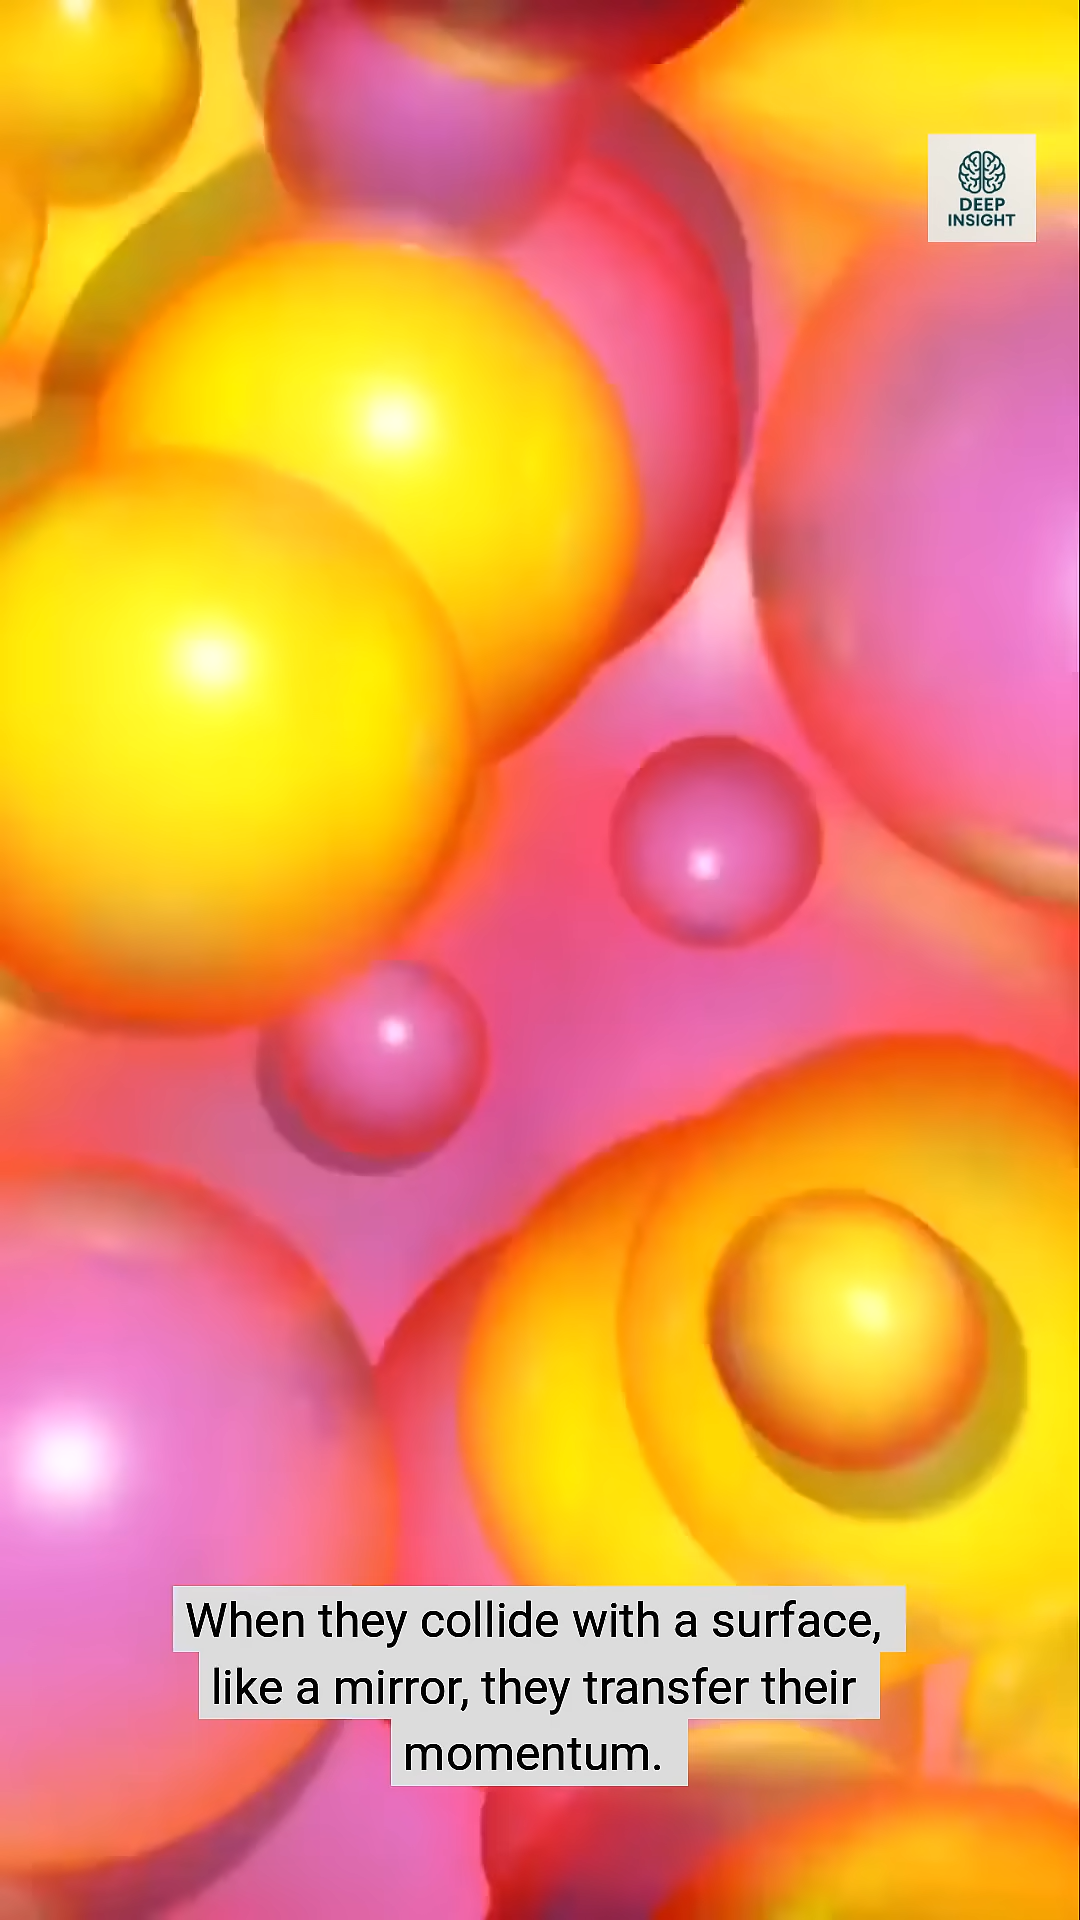 DEEP
INSIGHT
When they collide with a surface,
like a mirror, they transfer their
momentum.